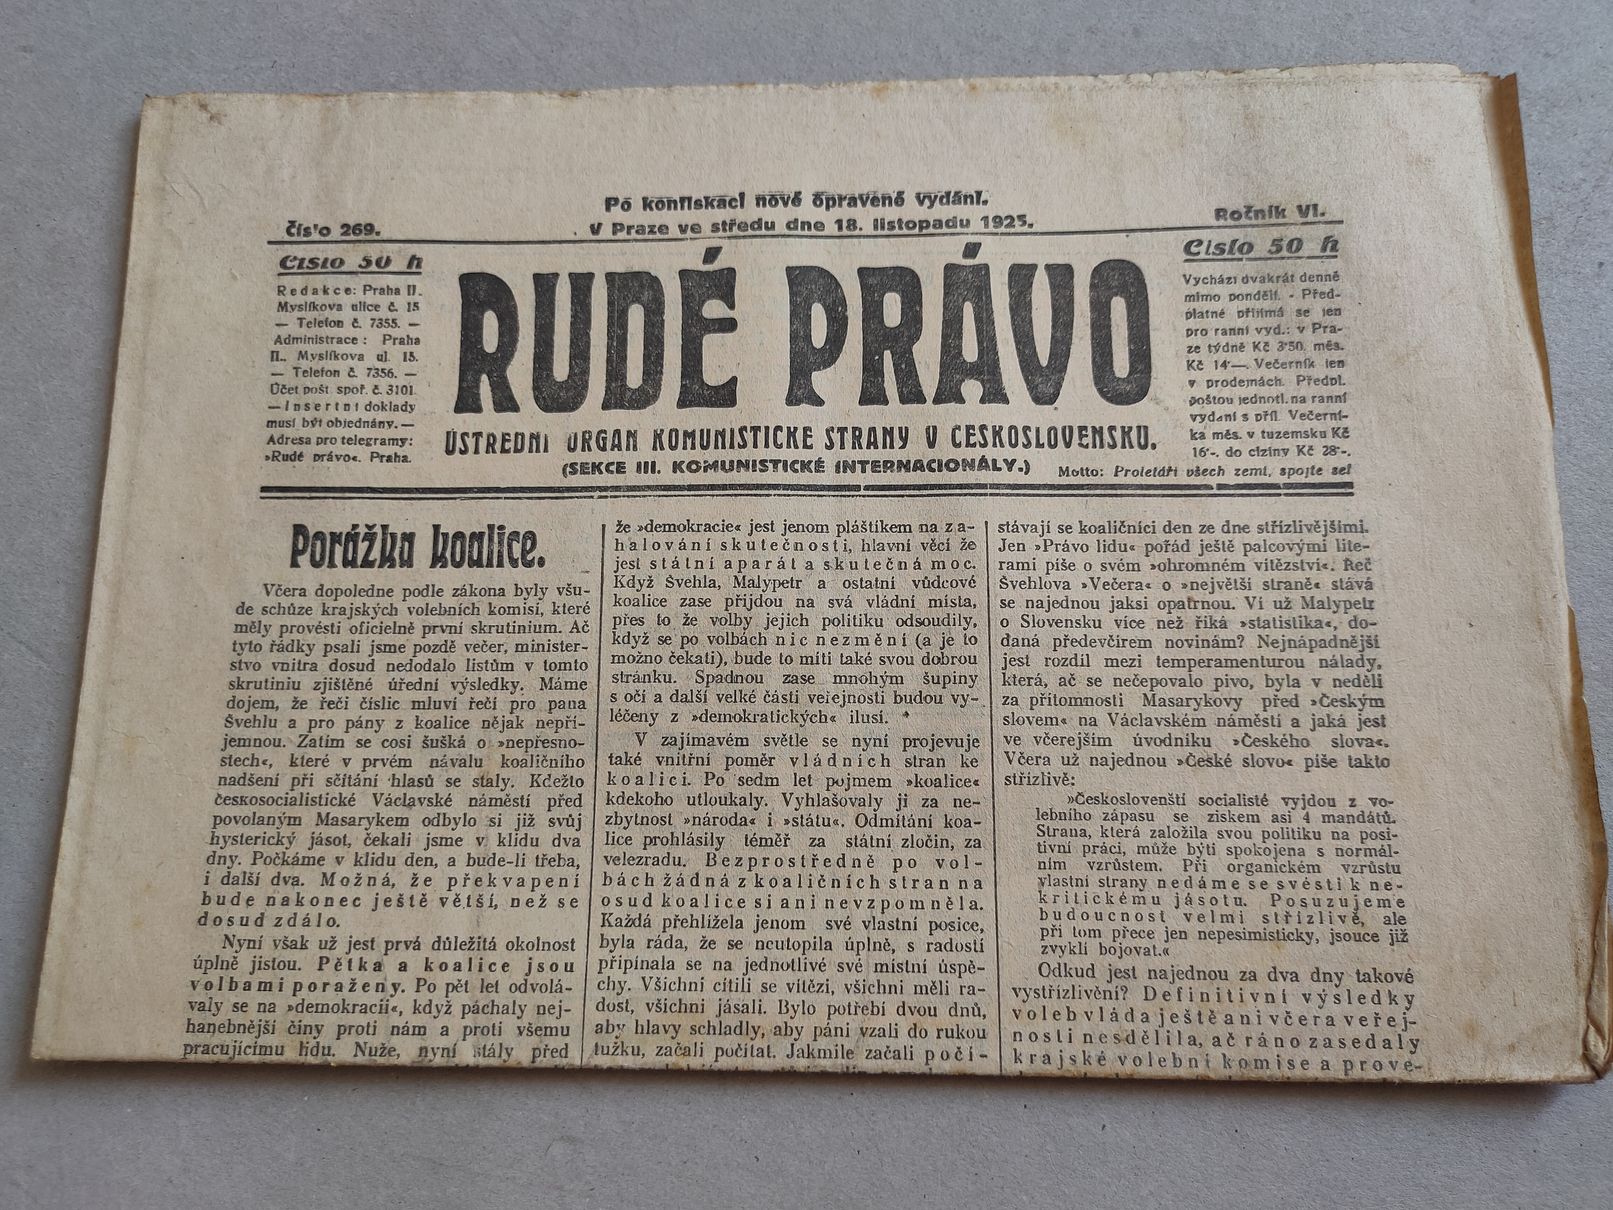 Po konfiskaci nové opravené vydání.
Číslo 269.
V Praze ve středu dne 18. listopadu 1925.
Ročník VI.
Číslo 50 h
Redakce: Praha II.
Myslíkova ulice č. 15
— Telefon č. 7355. —
Administrace: Praha
II., Myslíkova ul. 15.
— Telefon č. 7356. —
Účet pošt. spoř. č. 3101
— Insertní doklady
musí být objednány. —
Adresa pro telegramy:
»Rudé právo«. Praha.
RUDÉ PRÁVO
ÚSTŘEDNÍ ORGÁN KOMUNISTICKÉ STRANY V ČESKOSLOVENSKU.
(SEKCE III. KOMUNISTICKÉ INTERNACIONÁLY.)
Motto: Proletáři všech zemí, spojte se!
Číslo 50 h
Vychází dvakrát denně
mimo pondělí. - Před-
platné přijímá se jen
pro ranní vyd.: v Pra-
ze týdně Kč 3·50, měs.
Kč 14·—. Večerník jen
v prodejnách. Předpl.
poštou jednotl. na ranní
vydání s příl. Večerní-
ka měs. v tuzemsku Kč
16·-, do ciziny Kč 28·-.
Porážka koalice.
Včera dopoledne podle zákona byly všu-
de schůze krajských volebních komisí, které
měly provésti oficielně první skrutinium. Ač
tyto řádky psali jsme pozdě večer, minister-
stvo vnitra dosud nedodalo listům v tomto
skrutiniu zjištěné úřední výsledky. Máme
dojem, že řeči číslic mluví řečí pro pana
Švehlu a pro pány z koalice nějak nepří-
jemnou. Zatím se cosi šušká o »nepřesno-
stech«, které v prvém návalu koaličního
nadšení při sčítání hlasů se staly. Kdežto
českosocialistické Václavské náměstí před
povolaným Masarykem odbylo si již svůj
hysterický jásot, čekali jsme v klidu dva
dny. Počkáme v klidu den, a bude-li třeba,
i další dva. Možná, že překvapení
bude nakonec ještě větší, než se
dosud zdálo.
Nyní však už jest prvá důležitá okolnost
úplně jistou. Pětka a koalice jsou
volbami poraženy. Po pět let odvolá-
valy se na »demokracii«, když páchaly nej-
hanebnější činy proti nám a proti všemu
pracujícímu lidu. Nuže, nyní stály před
že »demokracie« jest jenom pláštíkem na za-
halování skutečnosti, hlavní věcí že
jest státní aparát a skutečná moc.
Když Švehla, Malypetr a ostatní vůdcové
koalice zase přijdou na svá vládní místa,
přes to že volby jejich politiku odsoudily,
když se po volbách nic nezmění (a je to
možno čekati), bude to míti také svou dobrou
stránku. Spadnou zase mnohým šupiny
s očí a další velké části veřejnosti budou vy-
léčeny z »demokratických« ilusí.
V zajímavém světle se nyní projevuje
také vnitřní poměr vládních stran ke
koalici. Po sedm let pojmem »koalice«
kdekoho utloukaly. Vyhlašovaly ji za ne-
zbytnost »národa« i »státu«. Odmítání koa-
lice prohlásily téměř za státní zločin, za
velezradu. Bezprostředně po vol-
bách žádná z koaličních stran na
osud koalice si ani nevzpomněla.
Každá přehlížela jenom své vlastní posice,
byla ráda, že se neutopila úplně, s radostí
připínala se na jednotlivé své místní úspě-
chy. Všichni cítili se vítězi, všichni měli ra-
dost, všichni jásali. Bylo potřebí dvou dnů,
aby hlavy schladly, aby páni vzali do rukou
tužku, začali počítat. Jakmile začali počí-
stávají se koaličníci den ze dne střízlivějšími.
Jen »Právo lidu« pořád ještě palcovými lite-
rami píše o svém »ohromném vítězství«. Řeč
Švehlova »Večera« o »největší straně« stává
se najednou jaksi opatrnou. Ví už Malypetr
o Slovensku více než říká »statistika«, do-
daná předevčírem novinám? Nejnápadnější
jest rozdíl mezi temperamenturou nálady,
která, ač se nečepovalo pivo, byla v neděli
za přítomnosti Masarykovy před »Českým
slovem« na Václavském náměstí a jaká jest
ve včerejším úvodníku »Českého slova«.
Včera už najednou »České slovo« píše takto
střízlivě:
»Českoslovenští socialisté vyjdou z vo-
lebního zápasu se ziskem asi 4 mandátů.
Strana, která založila svou politiku na posi-
tivní práci, může býti spokojena s normál-
ním vzrůstem. Při organickém vzrůstu
vlastní strany nedáme se svésti k ne-
kritickému jásotu. Posuzujeme
budoucnost velmi střízlivě, ale
při tom přece jen nepesimisticky, jsouce již
zvyklí bojovat.«
Odkud jest najednou za dva dny takové
vystřízlivění? Definitivní výsledky
voleb vláda ještě ani včera veřej-
nosti nesdělila, ač ráno zasedaly
krajské volební komise a prove-